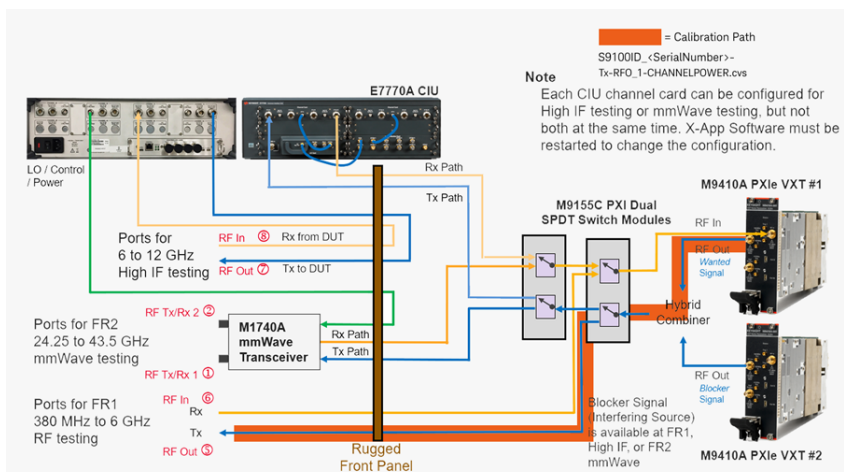 = Calibration Path
S9100ID_<SerialNumber>-
Tx-RFO_1-CHANNELPOWER.cvs
Note
Each CIU channel card can be configured for
High IF testing or mmWave testing, but not
both at the same time. X-App Software must be
restarted to change the configuration.
E7770A CIU
LO / Control
/ Power
Rx Path
Tx Path
M9155C PXI Dual
SPDT Switch Modules
M9410A PXIe VXT #1
RF In
RF Out
Wanted
Signal
Ports for
6 to 12 GHz
High IF testing
RF In ⑧ Rx from DUT
RF Out ⑦ Tx to DUT
Hybrid
Combiner
RF Tx/Rx 2 ②
Ports for FR2
24.25 to 43.5 GHz
mmWave testing
M1740A
mmWave
Transceiver
Rx Path
Tx Path
RF Tx/Rx 1 ①
RF Out
Blocker
Signal
RF In ⑥
Rx
Ports for FR1
380 MHz to 6 GHz
RF testing
Tx
RF Out ⑤
Blocker Signal
(Interfering Source)
is available at FR1,
High IF, or FR2
mmWave
Rugged
Front Panel
M9410A PXIe VXT #2